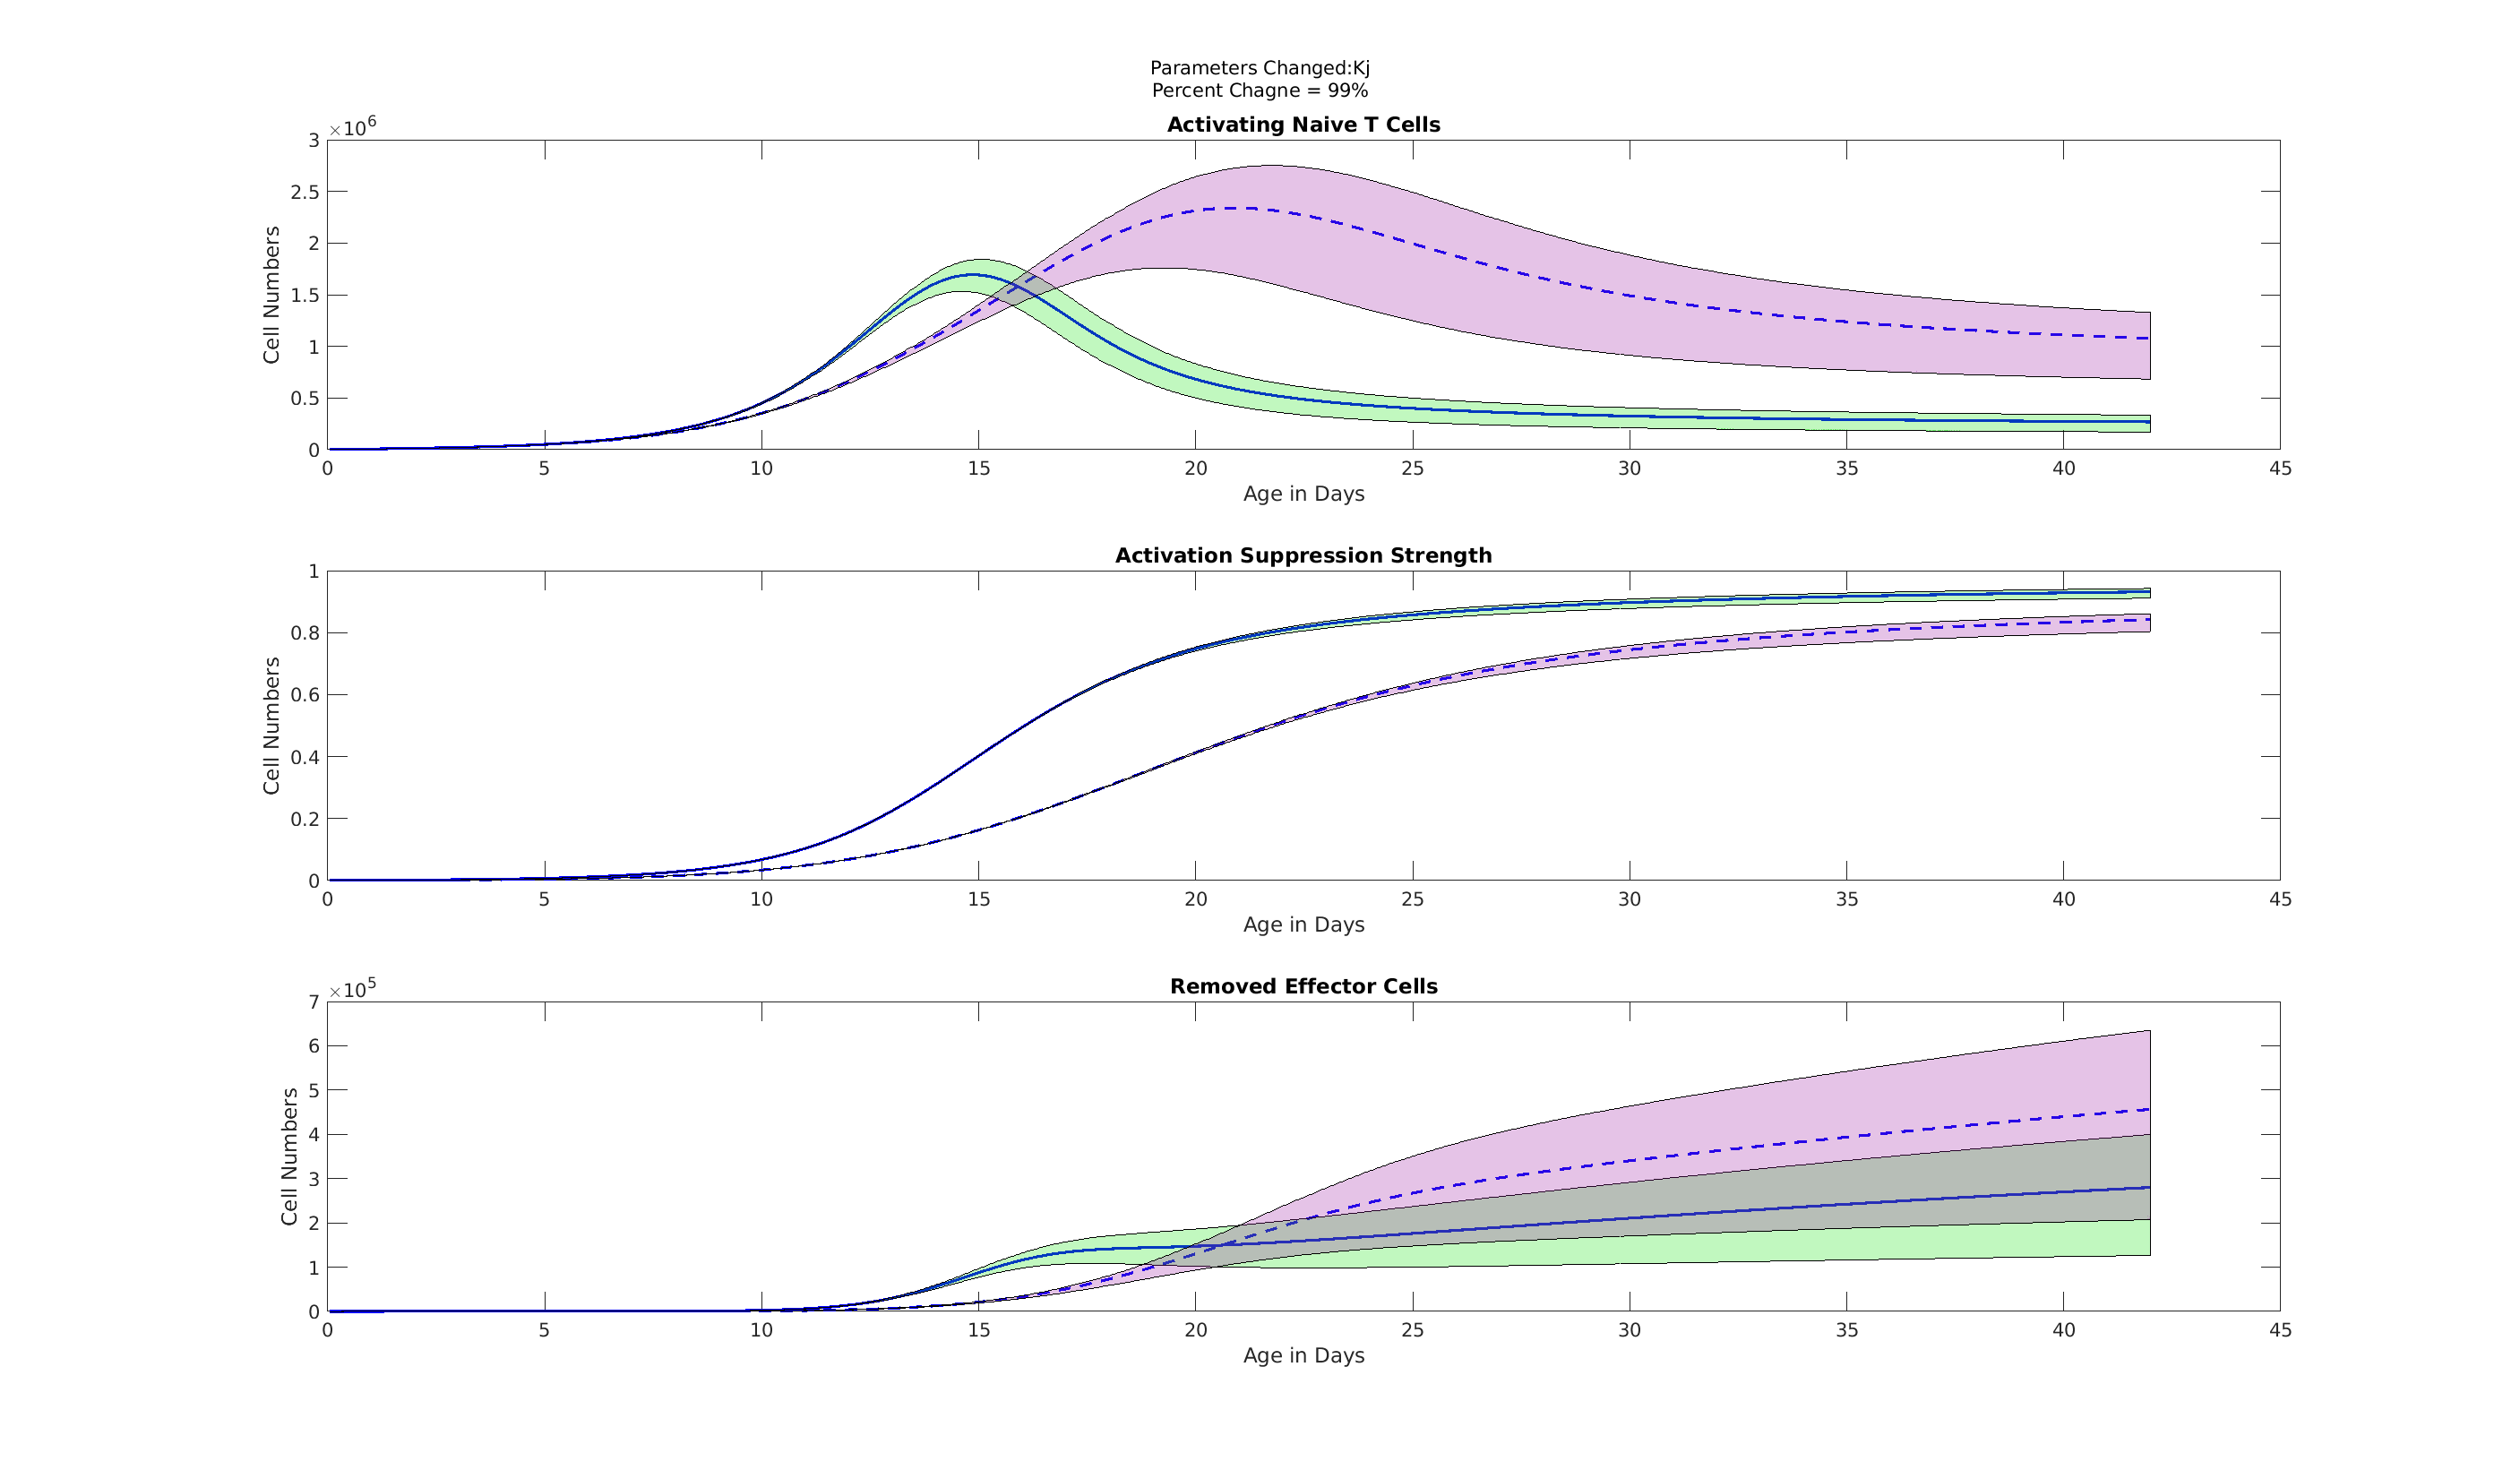 Parameters Changed:Kj
Percent Chagne = 99%
×10^6
Activating Naive T Cells
3
2.5
2
1.5
1
0.5
0
Cell Numbers
0 5 10 15 20 25 30 35 40 45
Age in Days
Activation Suppression Strength
1
0.8
0.6
0.4
0.2
0
Cell Numbers
0 5 10 15 20 25 30 35 40 45
Age in Days
×10^5
Removed Effector Cells
7
6
5
4
3
2
1
0
Cell Numbers
0 5 10 15 20 25 30 35 40 45
Age in Days